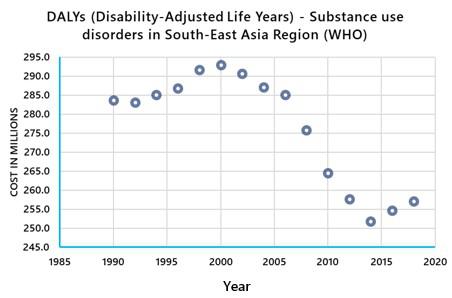 DALYs (Disability-Adjusted Life Years) - Substance use
disorders in South-East Asia Region (WHO)
295.0
290.0
285.0
280.0
275.0
270.0
265.0
260.0
255.0
250.0
245.0
COST IN MILLIONS
1985 1990 1995 2000 2005 2010 2015 2020
Year